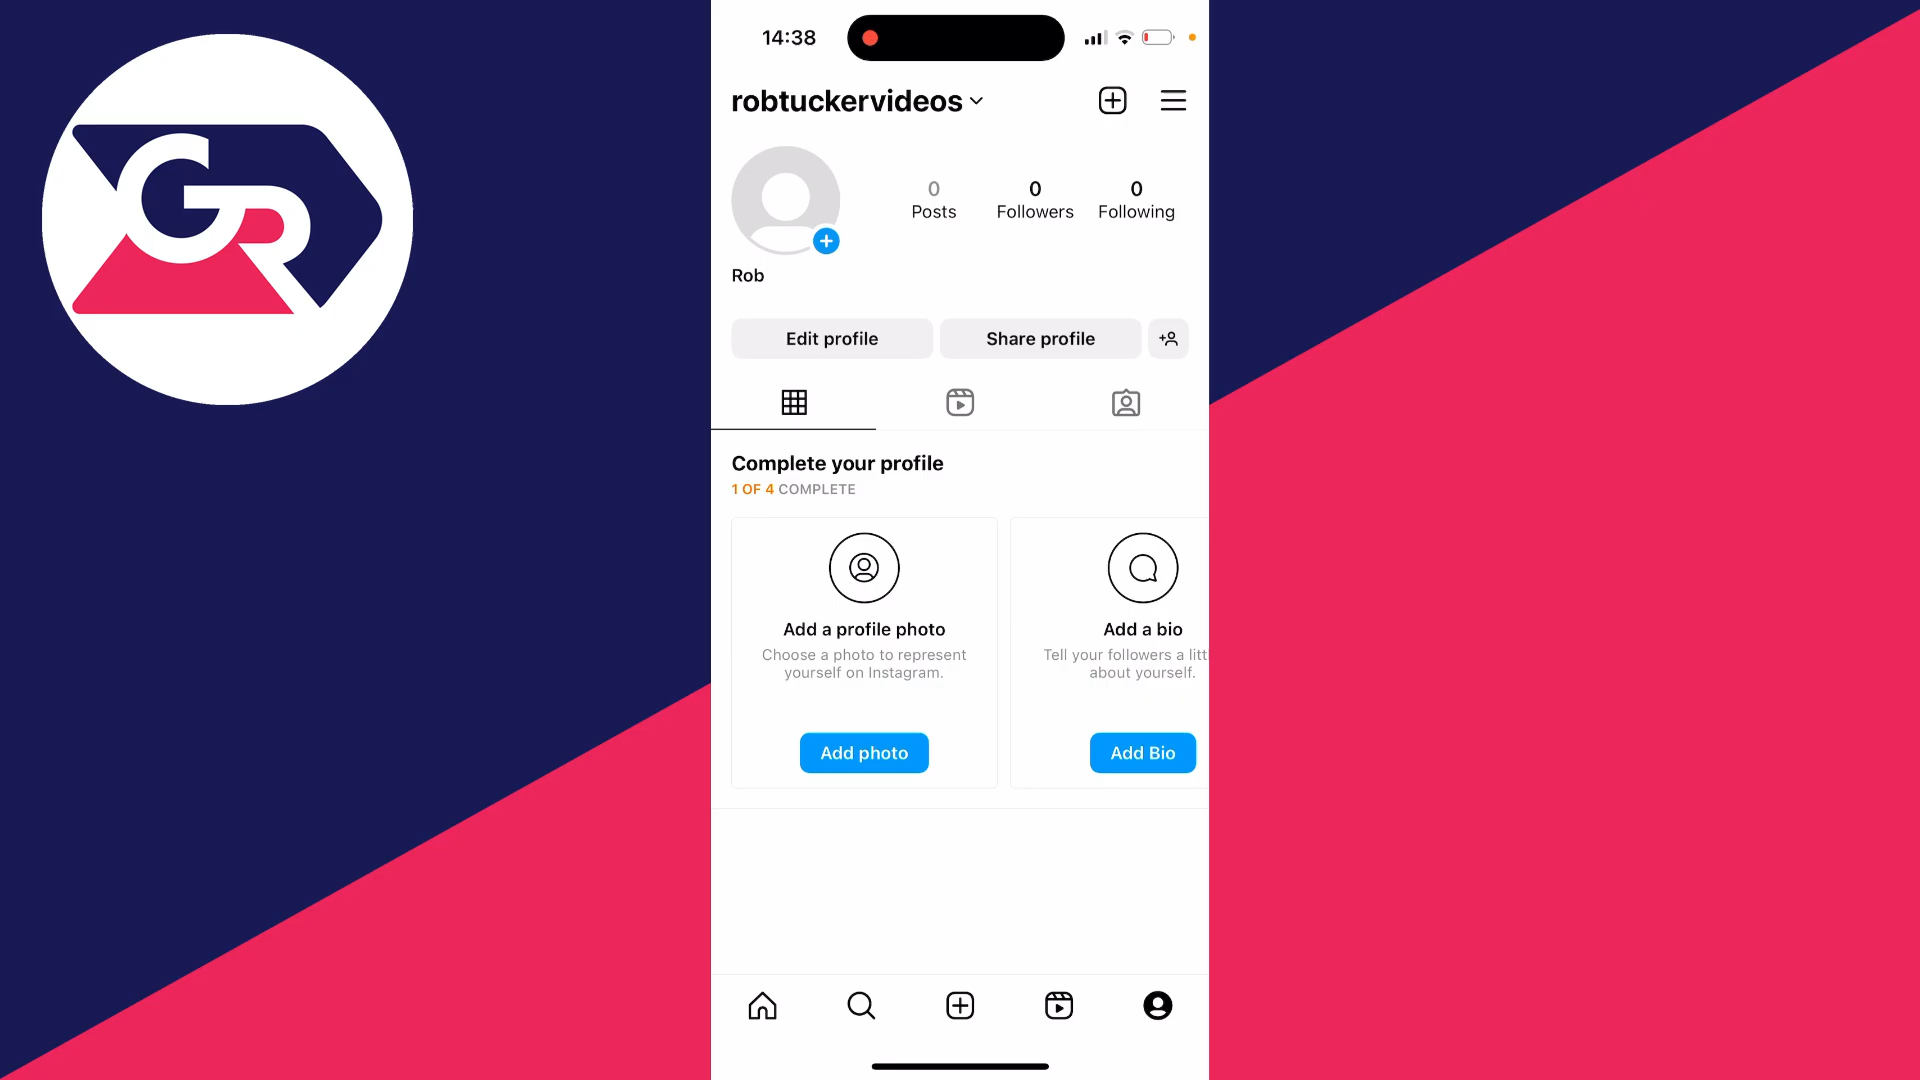 GR
14:38
robtuckervideos
0 0 0
Posts Followers Following
Rob
Edit profile Share profile
Complete your profile
1 OF 4 COMPLETE
Add a profile photo
Choose a photo to represent
yourself on Instagram.
Add photo
Add a bio
Tell your followers a litt
about yourself.
Add Bio